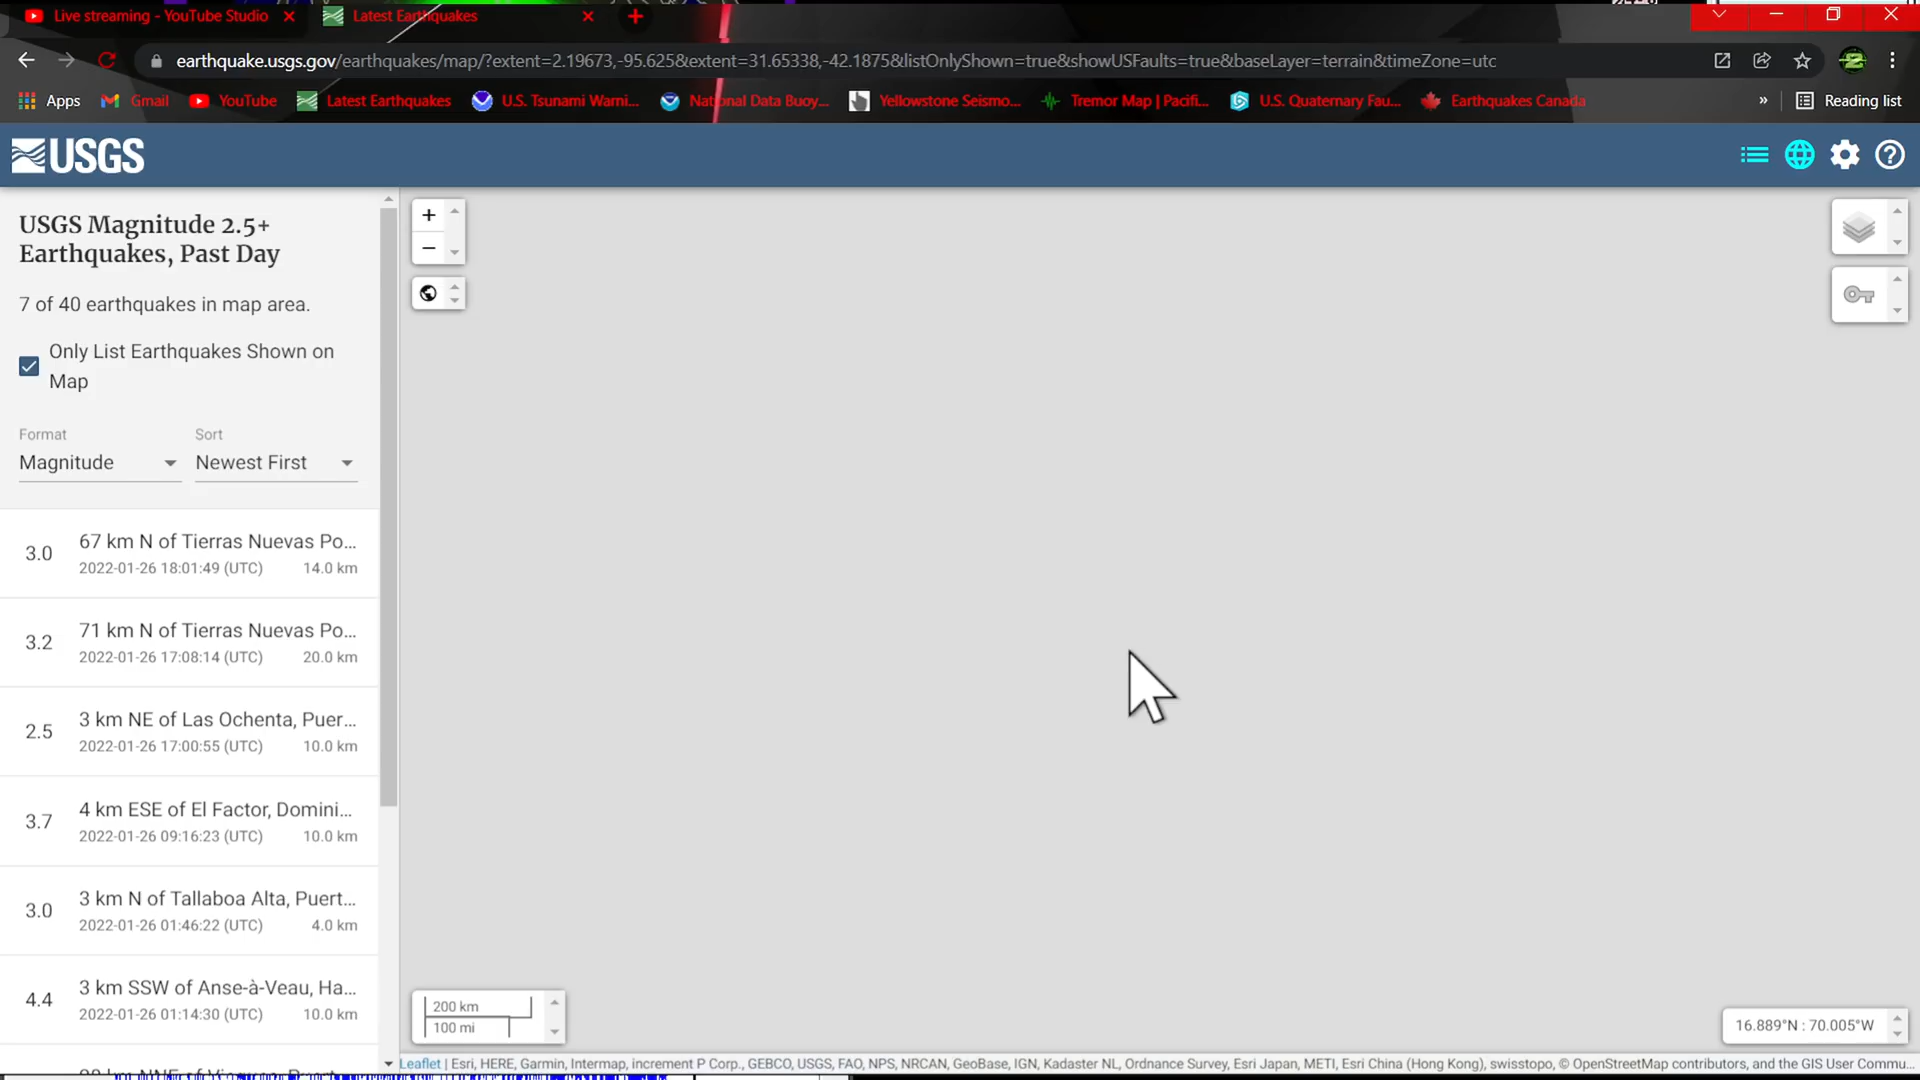 Live streaming - YouTube Studio
Latest Earthquakes
earthquake.usgs.gov/earthquakes/map/?extent=2.19673,-95.625&extent=31.65338,-42.1875&listOnlyShown=true&showUSFaults=true&baseLayer=terrain&timeZone=utc
Apps Gmail YouTube Latest Earthquakes U.S. Tsunami Warni... National Data Buoy... Yellowstone Seismo... Tremor Map | Pacifi... U.S. Quaternary Fau... Earthquakes Canada » Reading list
USGS
USGS Magnitude 2.5+
Earthquakes, Past Day
7 of 40 earthquakes in map area.
Only List Earthquakes Shown on
Map
Format Sort
Magnitude Newest First
3.0 67 km N of Tierras Nuevas Po...
2022-01-26 18:01:49 (UTC) 14.0 km
3.2 71 km N of Tierras Nuevas Po...
2022-01-26 17:08:14 (UTC) 20.0 km
2.5 3 km NE of Las Ochenta, Puer...
2022-01-26 17:00:55 (UTC) 10.0 km
3.7 4 km ESE of El Factor, Domini...
2022-01-26 09:16:23 (UTC) 10.0 km
3.0 3 km N of Tallaboa Alta, Puert...
2022-01-26 01:46:22 (UTC) 4.0 km
4.4 3 km SSW of Anse-à-Veau, Ha...
2022-01-26 01:14:30 (UTC) 10.0 km
+
−
200 km
100 mi
16.889°N : 70.005°W
Leaflet | Esri, HERE, Garmin, Intermap, increment P Corp., GEBCO, USGS, FAO, NPS, NRCAN, GeoBase, IGN, Kadaster NL, Ordnance Survey, Esri Japan, METI, Esri China (Hong Kong), swisstopo, © OpenStreetMap contributors, and the GIS User Commu...